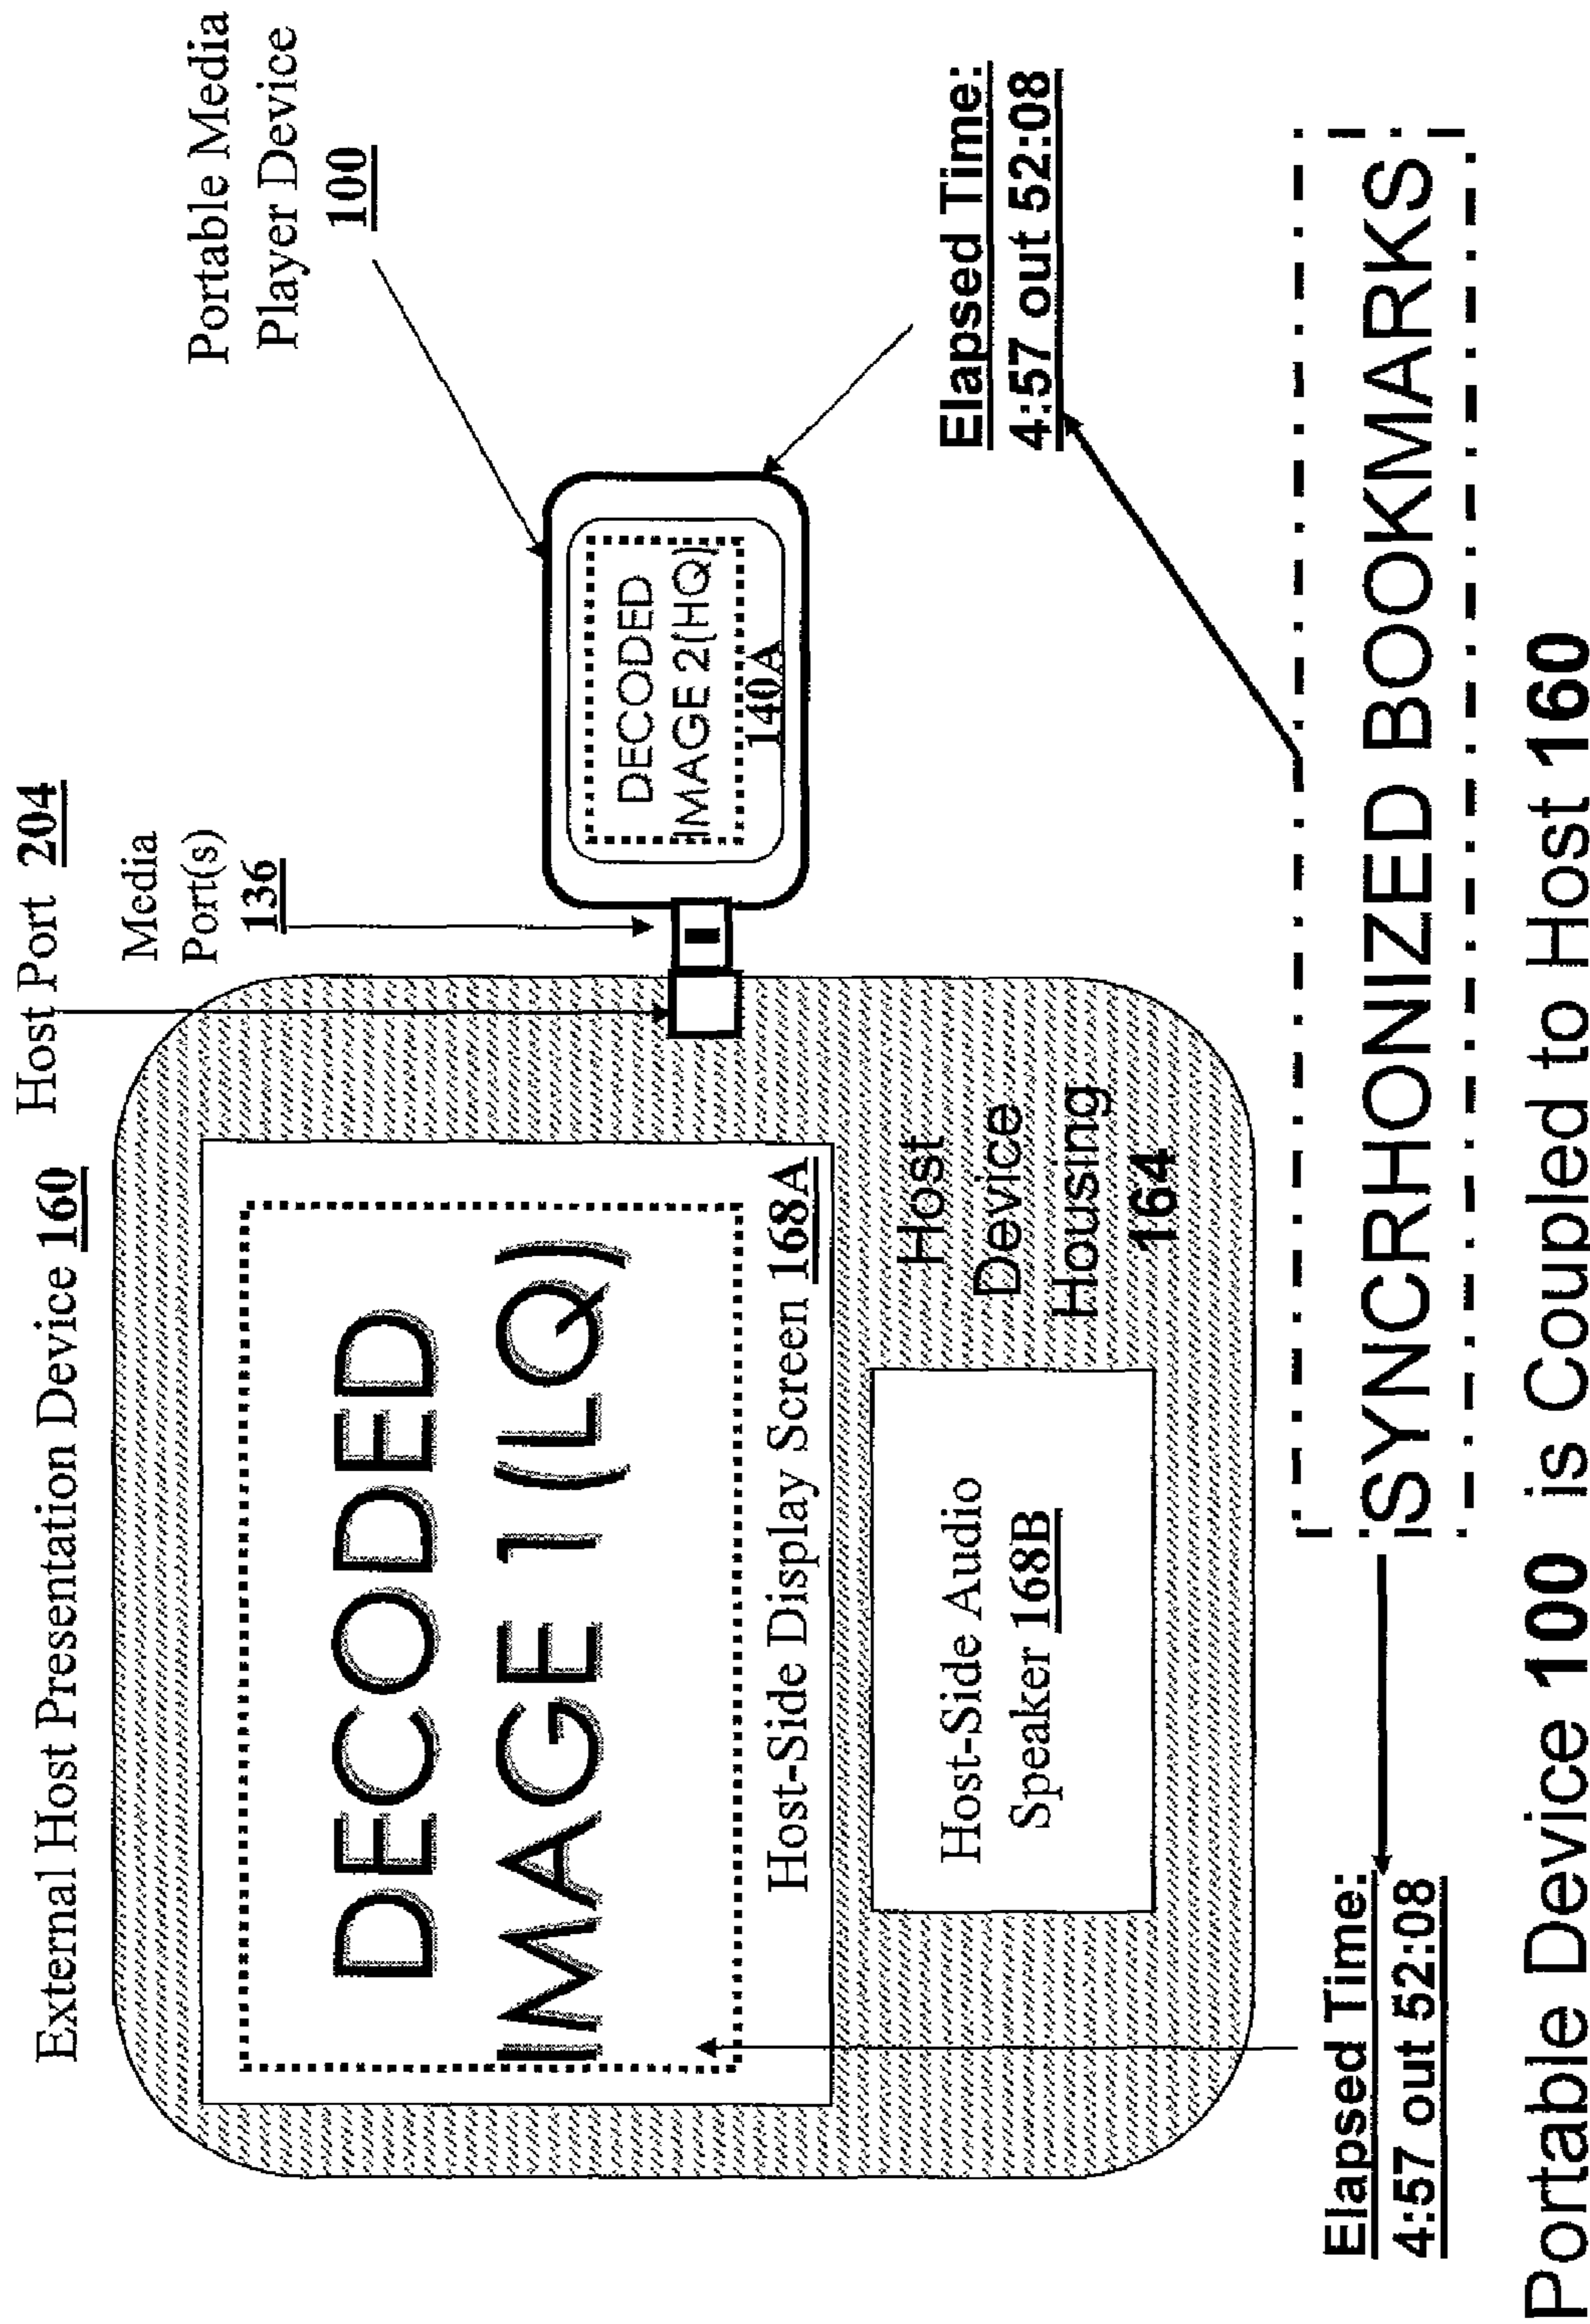 External Host Presentation Device 160
Host Port 204
Media
Port(s)
136
Portable Media
Player Device
100
DECODED
IMAGE 1 (LQ)
Host-Side Display Screen 168A
DECODED
IMAGE 2(HQ)
140A
Host-Side Audio
Speaker 168B
Host
Device
Housing
164
Elapsed Time:
4:57 out 52:08
Elapsed Time:
4:57 out 52:08
SYNCRHONIZED BOOKMARKS
Portable Device 100 is Coupled to Host 160